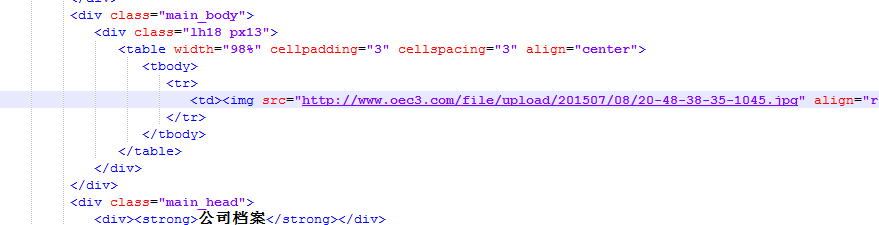 <div class="main_body">
<div class="lh18 px13">
<table width="98%" cellpadding="3" cellspacing="3" align="center">
<tbody>
<tr>
<td><img src="http://www.oec3.com/file/upload/201507/08/20-48-38-35-1045.jpg" align="r
</tr>
</tbody>
</table>
</div>
</div>
<div class="main_head">
<div><strong>公司档案</strong></div>